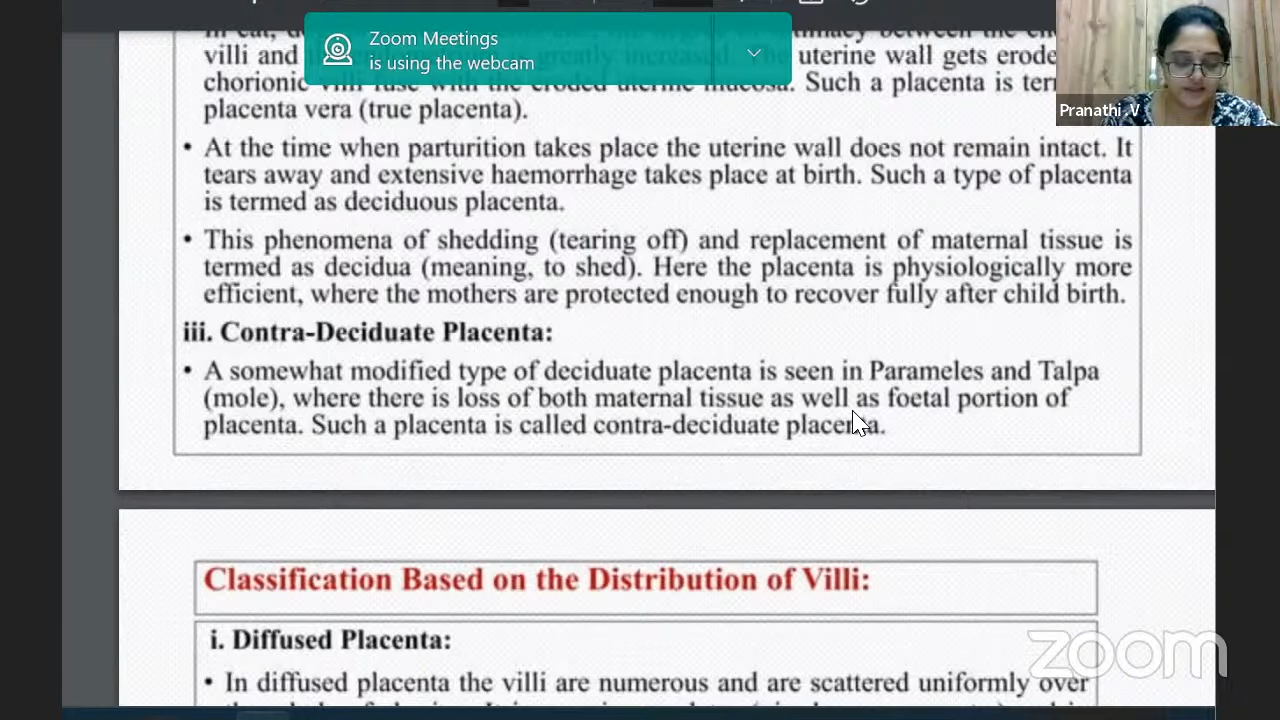 Zoom Meetings
is using the webcam
villi and uterine wall gets erode
chorionic villi fuse with the eroded uterine mucosa. Such a placenta is ter
placenta vera (true placenta).
Pranathi .V
• At the time when parturition takes place the uterine wall does not remain intact. It
tears away and extensive haemorrhage takes place at birth. Such a type of placenta
is termed as deciduous placenta.
• This phenomena of shedding (tearing off) and replacement of maternal tissue is
termed as decidua (meaning, to shed). Here the placenta is physiologically more
efficient, where the mothers are protected enough to recover fully after child birth.
iii. Contra-Deciduate Placenta:
• A somewhat modified type of deciduate placenta is seen in Parameles and Talpa
(mole), where there is loss of both maternal tissue as well as foetal portion of
placenta. Such a placenta is called contra-deciduate placenta.
Classification Based on the Distribution of Villi:
i. Diffused Placenta:
• In diffused placenta the villi are numerous and are scattered uniformly over
zoom